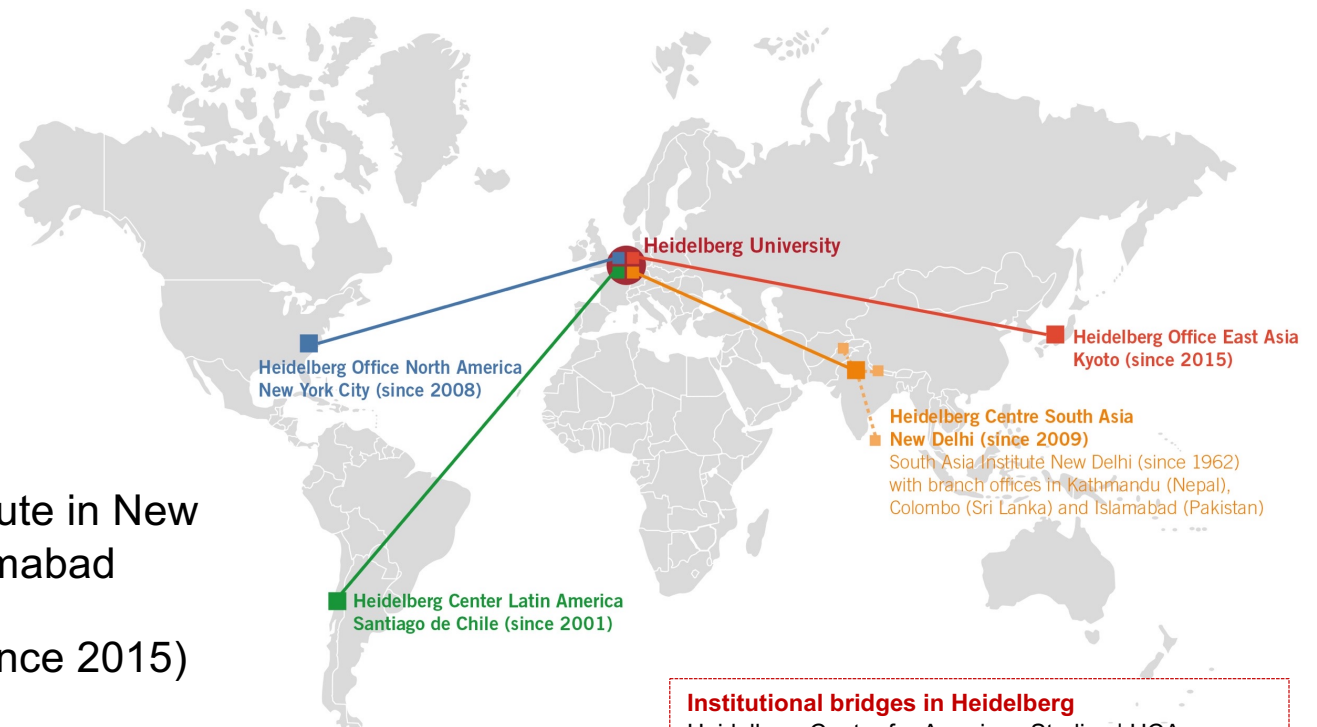 Heidelberg University
Heidelberg Office East Asia
Kyoto (since 2015)
Heidelberg Office North America
New York City (since 2008)
Heidelberg Centre South Asia
New Delhi (since 2009)
South Asia Institute New Delhi (since 1962)
with branch offices in Kathmandu (Nepal),
Colombo (Sri Lanka) and Islamabad (Pakistan)
ute in New
mabad
Heidelberg Center Latin America
Santiago de Chile (since 2001)
nce 2015)
Institutional bridges in Heidelberg